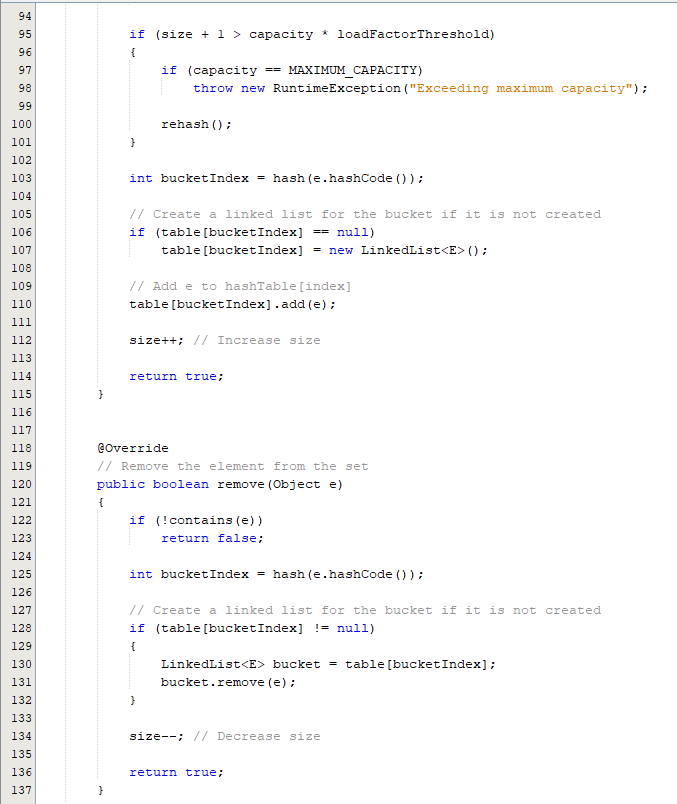 94
95 if (size + 1 > capacity * loadFactorThreshold)
96 {
97 if (capacity == MAXIMUM_CAPACITY)
98 throw new RuntimeException("Exceeding maximum capacity");
99
100 rehash();
101 }
102
103 int bucketIndex = hash(e.hashCode());
104
105 // Create a linked list for the bucket if it is not created
106 if (table[bucketIndex] == null)
107 table[bucketIndex] = new LinkedList<E>();
108
109 // Add e to hashTable[index]
110 table[bucketIndex].add(e);
111
112 size++; // Increase size
113
114 return true;
115 }
116
117
118 @Override
119 // Remove the element from the set
120 public boolean remove(Object e)
121 {
122 if (!contains(e))
123 return false;
124
125 int bucketIndex = hash(e.hashCode());
126
127 // Create a linked list for the bucket if it is not created
128 if (table[bucketIndex] != null)
129 {
130 LinkedList<E> bucket = table[bucketIndex];
131 bucket.remove(e);
132 }
133
134 size--; // Decrease size
135
136 return true;
137 }